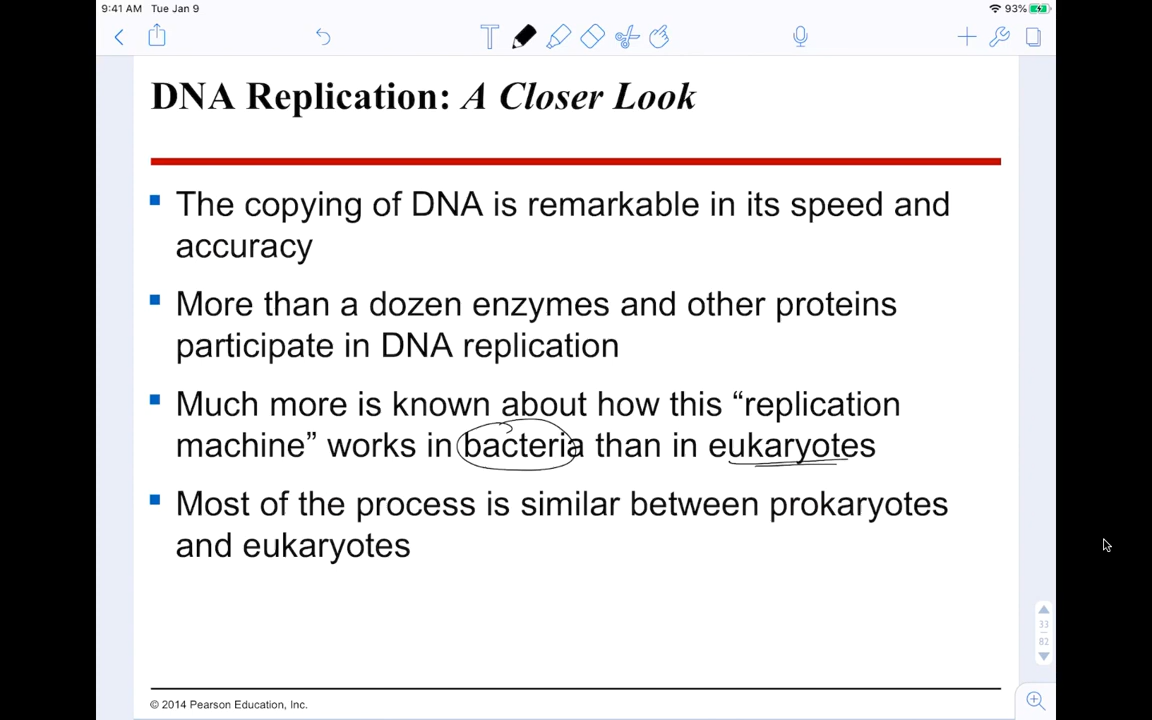 9:41 AM Tue Jan 9
93%
DNA Replication: A Closer Look
The copying of DNA is remarkable in its speed and
accuracy
More than a dozen enzymes and other proteins
participate in DNA replication
Much more is known about how this “replication
machine” works in bacteria than in eukaryotes
Most of the process is similar between prokaryotes
and eukaryotes
33
82
© 2014 Pearson Education, Inc.